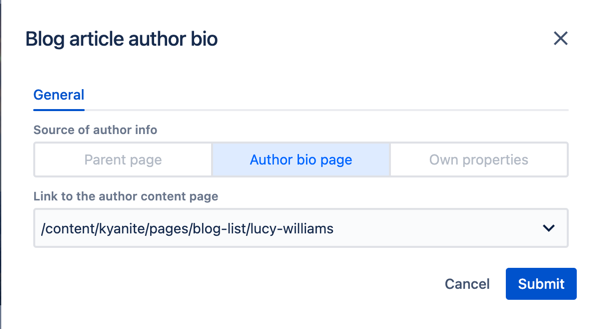 Blog article author bio
General
Source of author info
Parent page Author bio page Own properties
Link to the author content page
/content/kyanite/pages/blog-list/lucy-williams
Cancel Submit